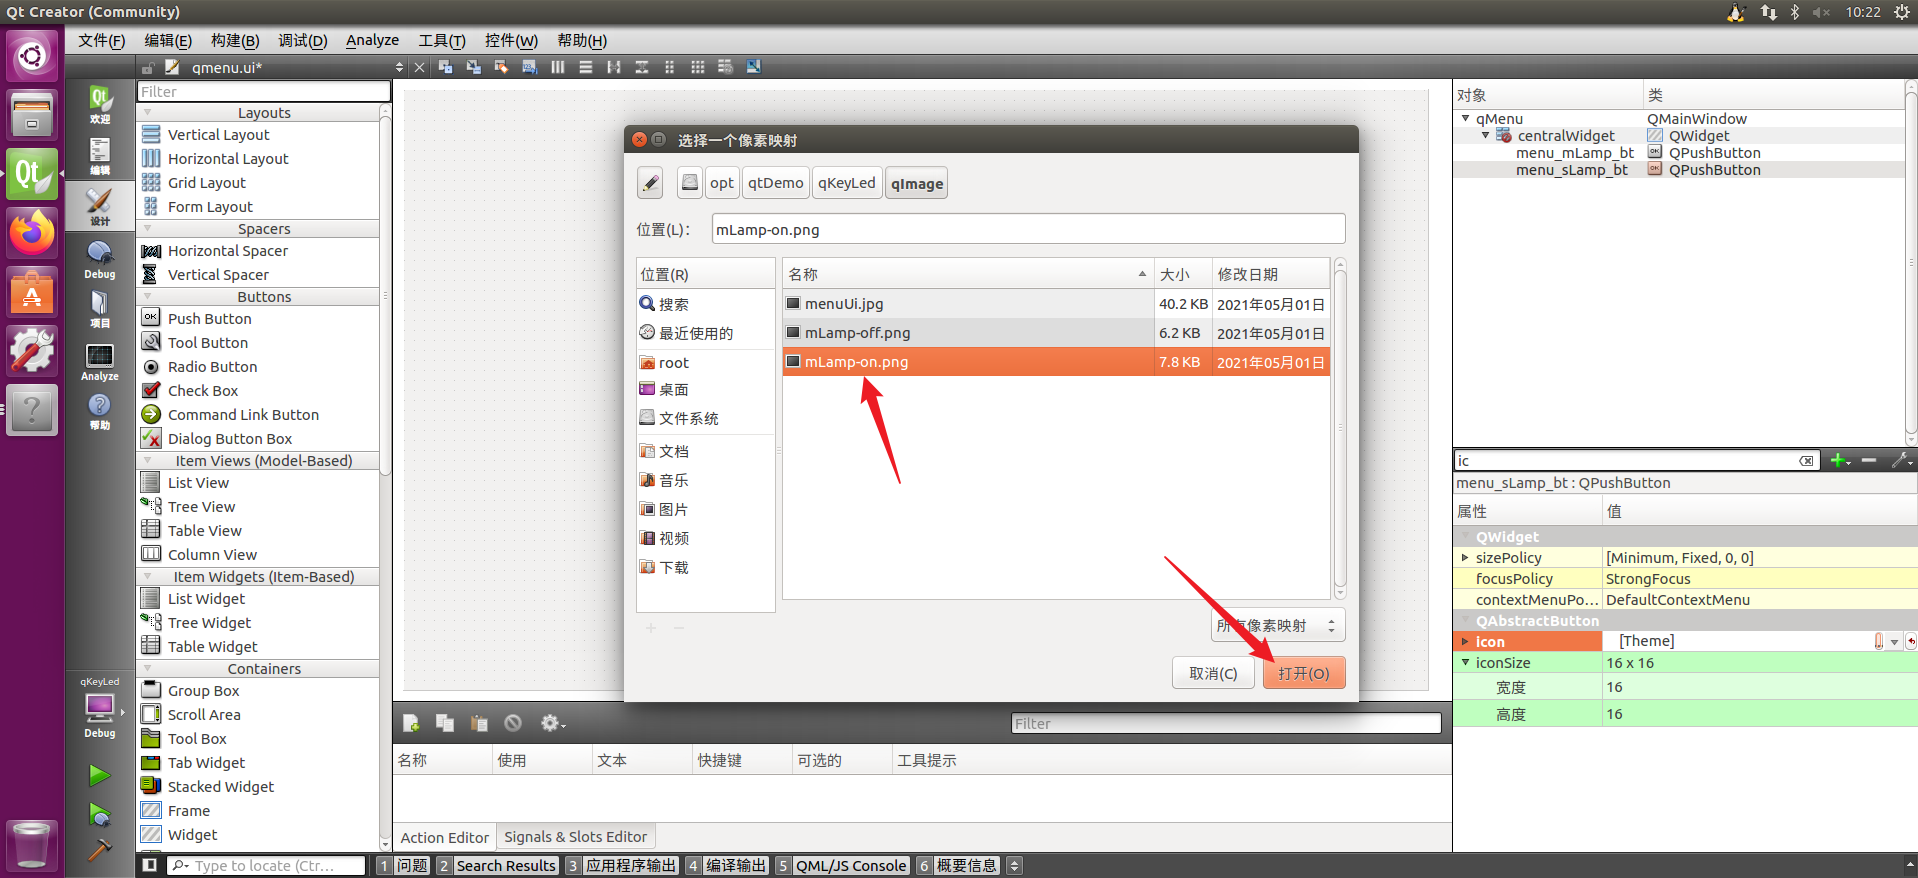 Qt Creator (Community)
10:22
文件(F) 编辑(E) 构建(B) 调试(D) Analyze 工具(T) 控件(W) 帮助(H)
qmenu.ui*
欢迎
编辑
设计
Debug
项目
Analyze
帮助
qKeyLed
Debug
Filter
Layouts
Vertical Layout
Horizontal Layout
Grid Layout
Form Layout
Spacers
Horizontal Spacer
Vertical Spacer
Buttons
Push Button
Tool Button
Radio Button
Check Box
Command Link Button
Dialog Button Box
Item Views (Model-Based)
List View
Tree View
Table View
Column View
Item Widgets (Item-Based)
List Widget
Tree Widget
Table Widget
Containers
Group Box
Scroll Area
Tool Box
Tab Widget
Stacked Widget
Frame
Widget
选择一个像素映射
opt qtDemo qKeyLed qImage
位置(L)： mLamp-on.png
位置(R)
搜索
最近使用的
root
桌面
文件系统
文档
音乐
图片
视频
下载
名称 大小 修改日期
menuUi.jpg 40.2 KB 2021年05月01日
mLamp-off.png 6.2 KB 2021年05月01日
mLamp-on.png 7.8 KB 2021年05月01日
所有像素映射
取消(C) 打开(O)
Filter
名称 使用 文本 快捷键 可选的 工具提示
Action Editor Signals & Slots Editor
对象 类
qMenu QMainWindow
centralWidget QWidget
menu_mLamp_bt QPushButton
menu_sLamp_bt QPushButton
ic
menu_sLamp_bt : QPushButton
属性 值
QWidget
sizePolicy [Minimum, Fixed, 0, 0]
focusPolicy StrongFocus
contextMenuPo... DefaultContextMenu
QAbstractButton
icon [Theme]
iconSize 16 x 16
宽度 16
高度 16
Type to locate (Ctr...
1 问题 2 Search Results 3 应用程序输出 4 编译输出 5 QML/JS Console 6 概要信息